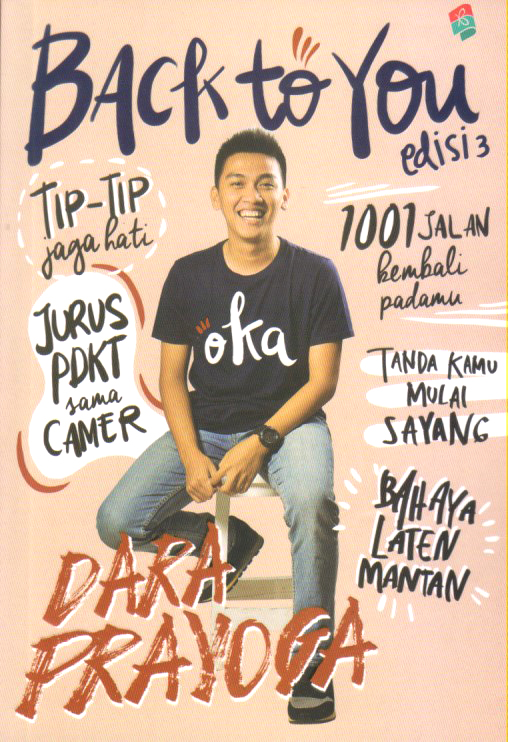 BACK to YOU
edisi 3
TIP-TIP
jaga hati
1001 JALAN
kembali
padamu
JURUS
PDKT
sama
CAMER
oka
TANDA KAMU
MULAI
SAYANG
BAHAYA
LATEN
MANTAN
DARA
PRAYOGA